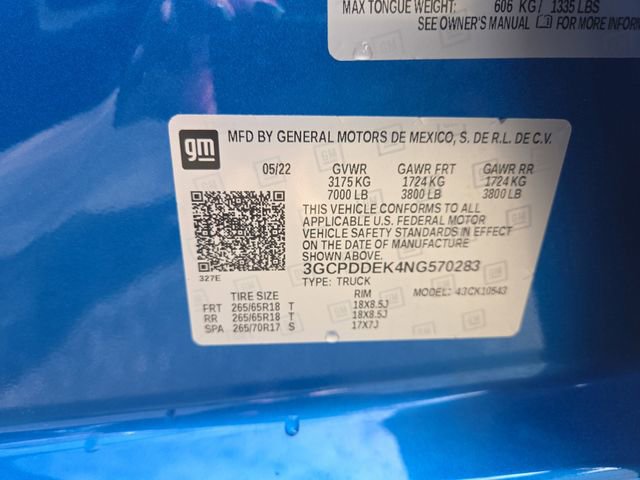 MAX TONGUE WEIGHT: 606 KG / 1335 LBS
SEE OWNER'S MANUAL FOR MORE INFOR
gm
MFD BY GENERAL MOTORS DE MEXICO, S. DE R.L. DE C.V.
05/22 GVWR GAWR FRT GAWR RR
3175 KG 1724 KG 1724 KG
7000 LB 3800 LB 3800 LB
THIS VEHICLE CONFORMS TO ALL
APPLICABLE U.S. FEDERAL MOTOR
VEHICLE SAFETY STANDARDS IN EFFECT
ON THE DATE OF MANUFACTURE
SHOWN ABOVE.
327E
3GCPDDEK4NG570283
TYPE: TRUCK MODEL: 43CK10543
TIRE SIZE RIM
FRT 265/65R18 T 18X8.5J
RR 265/65R18 T 18X8.5J
SPA 265/70R17 S 17X7J